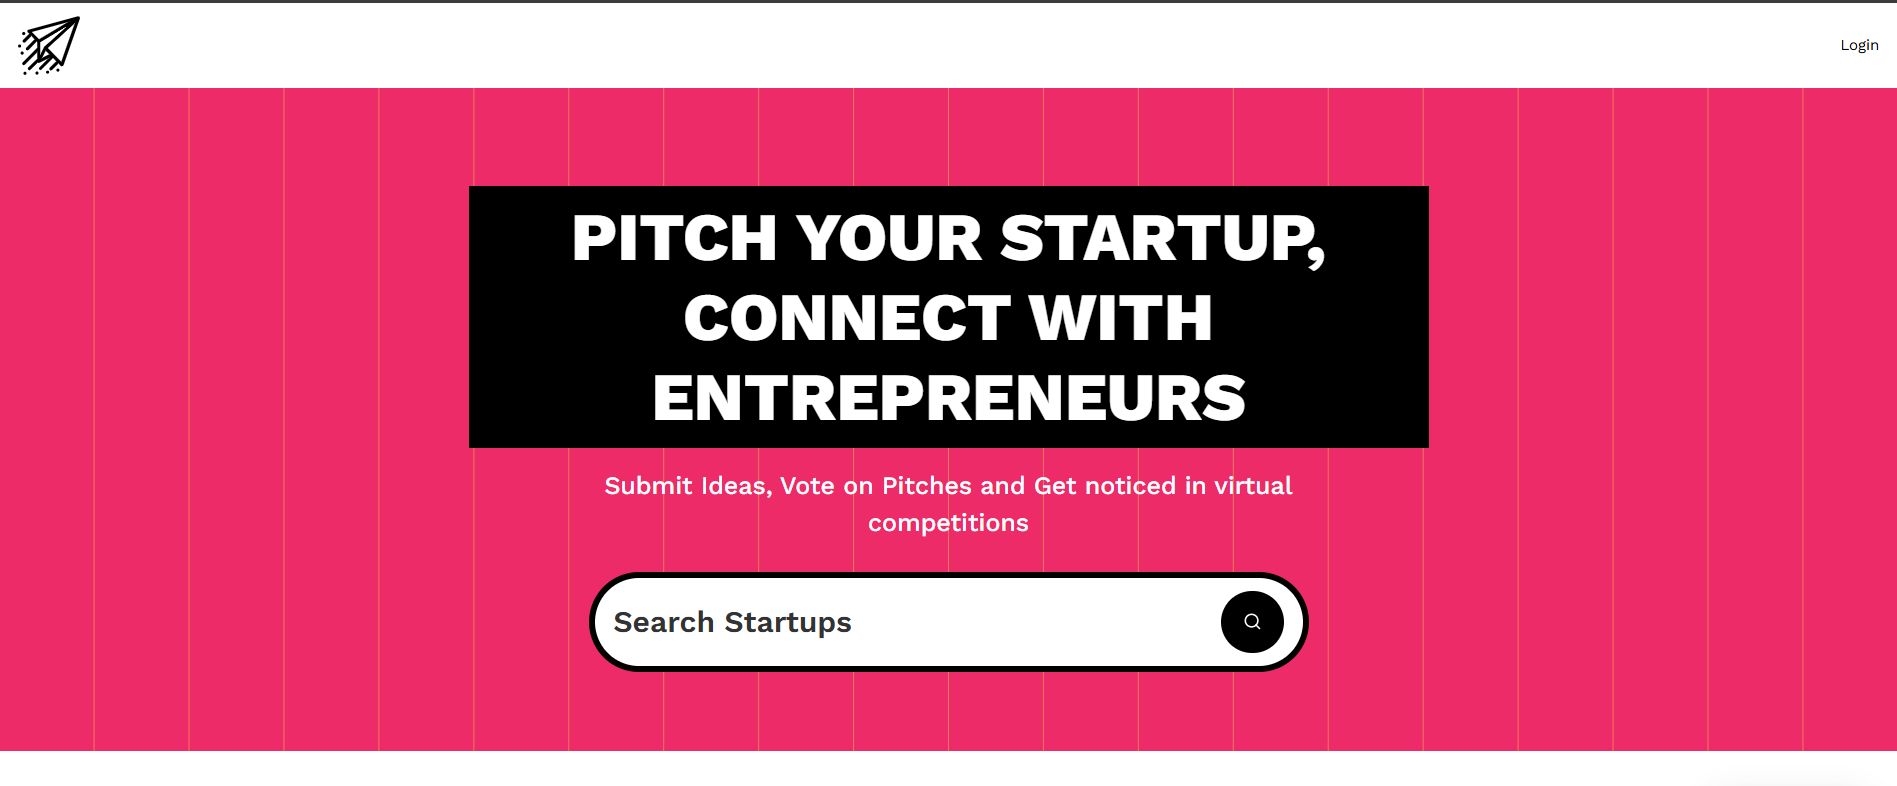 Login
PITCH YOUR STARTUP,
CONNECT WITH
ENTREPRENEURS
Submit Ideas, Vote on Pitches and Get noticed in virtual
competitions
Search Startups